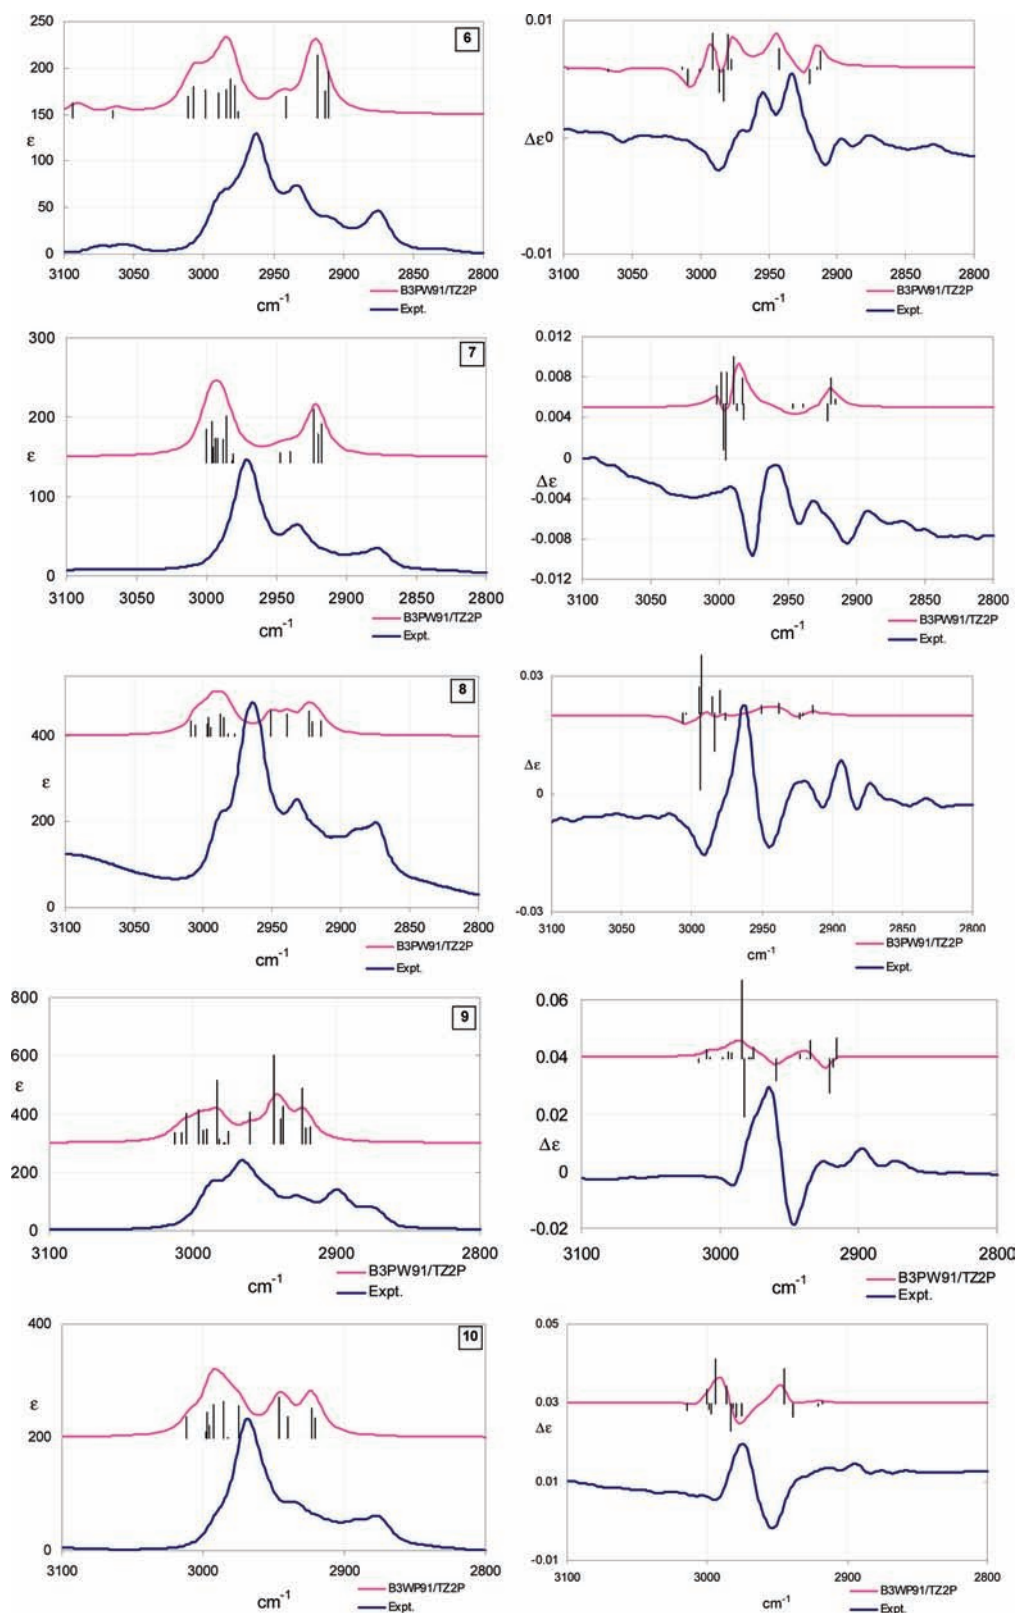 250
200
150
ε
100
50
0
3100 3050 3000 2950 2900 2850 2800
cm-1
6
B3PW91/TZ2P
Expt.
0.01
Δε 0
-0.01
3100 3050 3000 2950 2900 2850 2800
cm-1
B3PW91/TZ2P
Expt.
300
200
ε
100
0
3100 3050 3000 2950 2900 2850 2800
cm-1
7
B3PW91/TZ2P
Expt.
0.012
0.008
0.004
0
Δε
-0.004
-0.008
-0.012
3100 3050 3000 2950 2900 2850 2800
cm-1
B3PW91/TZ2P
Expt.
400
ε
200
0
3100 3050 3000 2950 2900 2850 2800
cm-1
8
B3PW91/TZ2P
Expt.
0.03
Δε
0
-0.03
3100 3050 3000 2950 2900 2850 2800
cm-1
B3PW91/TZ2P
Expt.
800
600
ε
400
200
0
3100 3000 2900 2800
cm-1
9
B3PW91/TZ2P
Expt.
0.06
0.04
0.02
Δε
0
-0.02
3100 3000 2900 2800
cm-1
B3PW91/TZ2P
Expt.
400
ε
200
0
3100 3000 2900 2800
cm-1
10
B3WP91/TZ2P
Expt.
0.05
0.03
Δε
0.01
-0.01
3100 3000 2900 2800
cm-1
B3WP91/TZ2P
Expt.